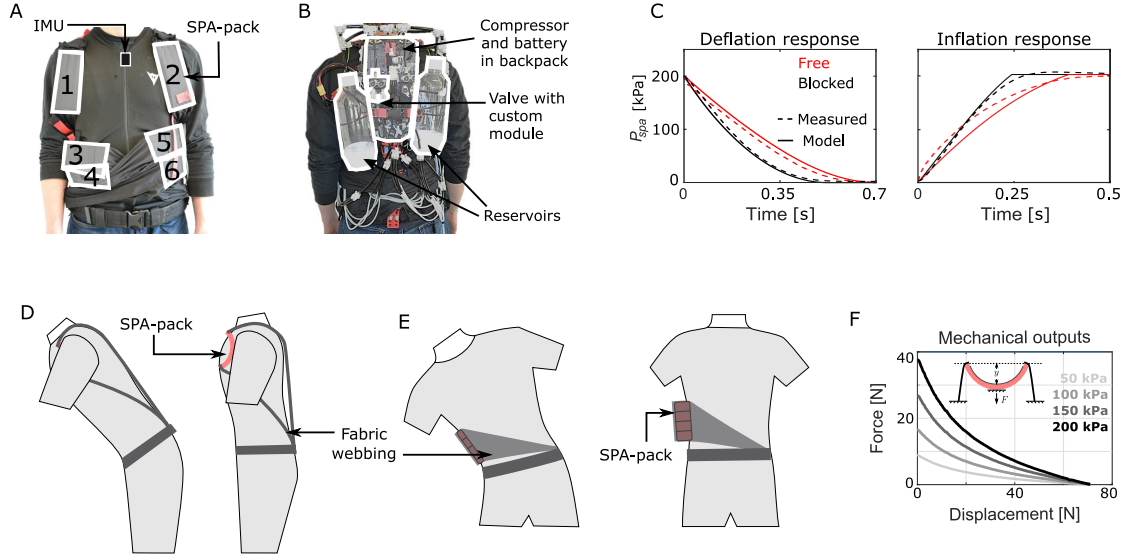 A
IMU
SPA-pack
1
2
3
4
5
6
B
Compressor
and battery
in backpack
Valve with
custom
module
Reservoirs
C
Deflation response
Free
Blocked
Measured
Model
P_spa [kPa]
200
100
0
0
0.35
0.7
Time [s]
Inflation response
0
0.25
0.5
Time [s]
D
SPA-pack
Fabric
webbing
E
SPA-pack
F
Mechanical outputs
50 kPa
100 kPa
150 kPa
200 kPa
y
F
Force [N]
40
20
0
0
40
80
Displacement [N]